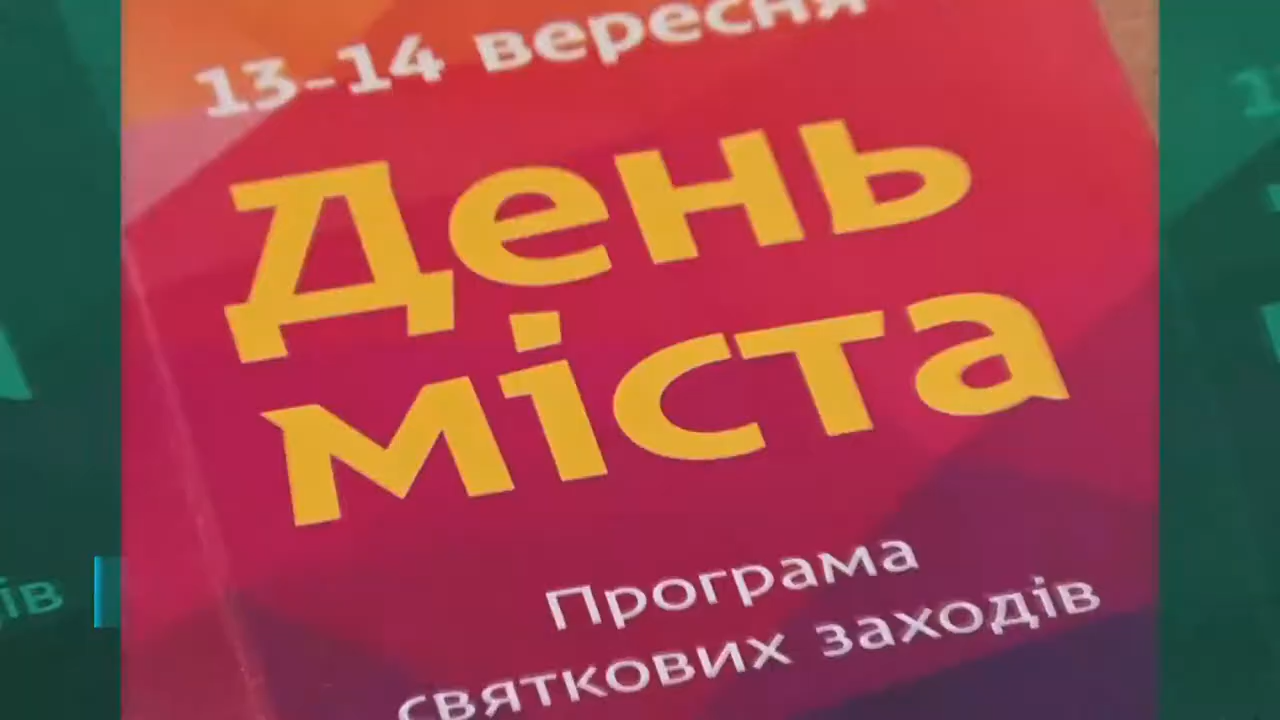 13-14 вересня
День
міста
Програма
святкових заходів